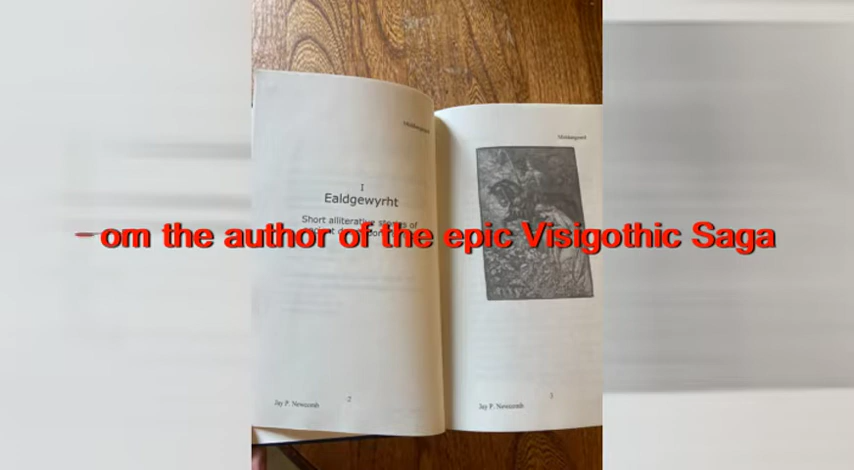 I
Ealdgewyrht
Short alliterative stories of
om the author of the epic Visigothic Saga
Jay P. Newcomb
2
Jay P. Newcomb
3